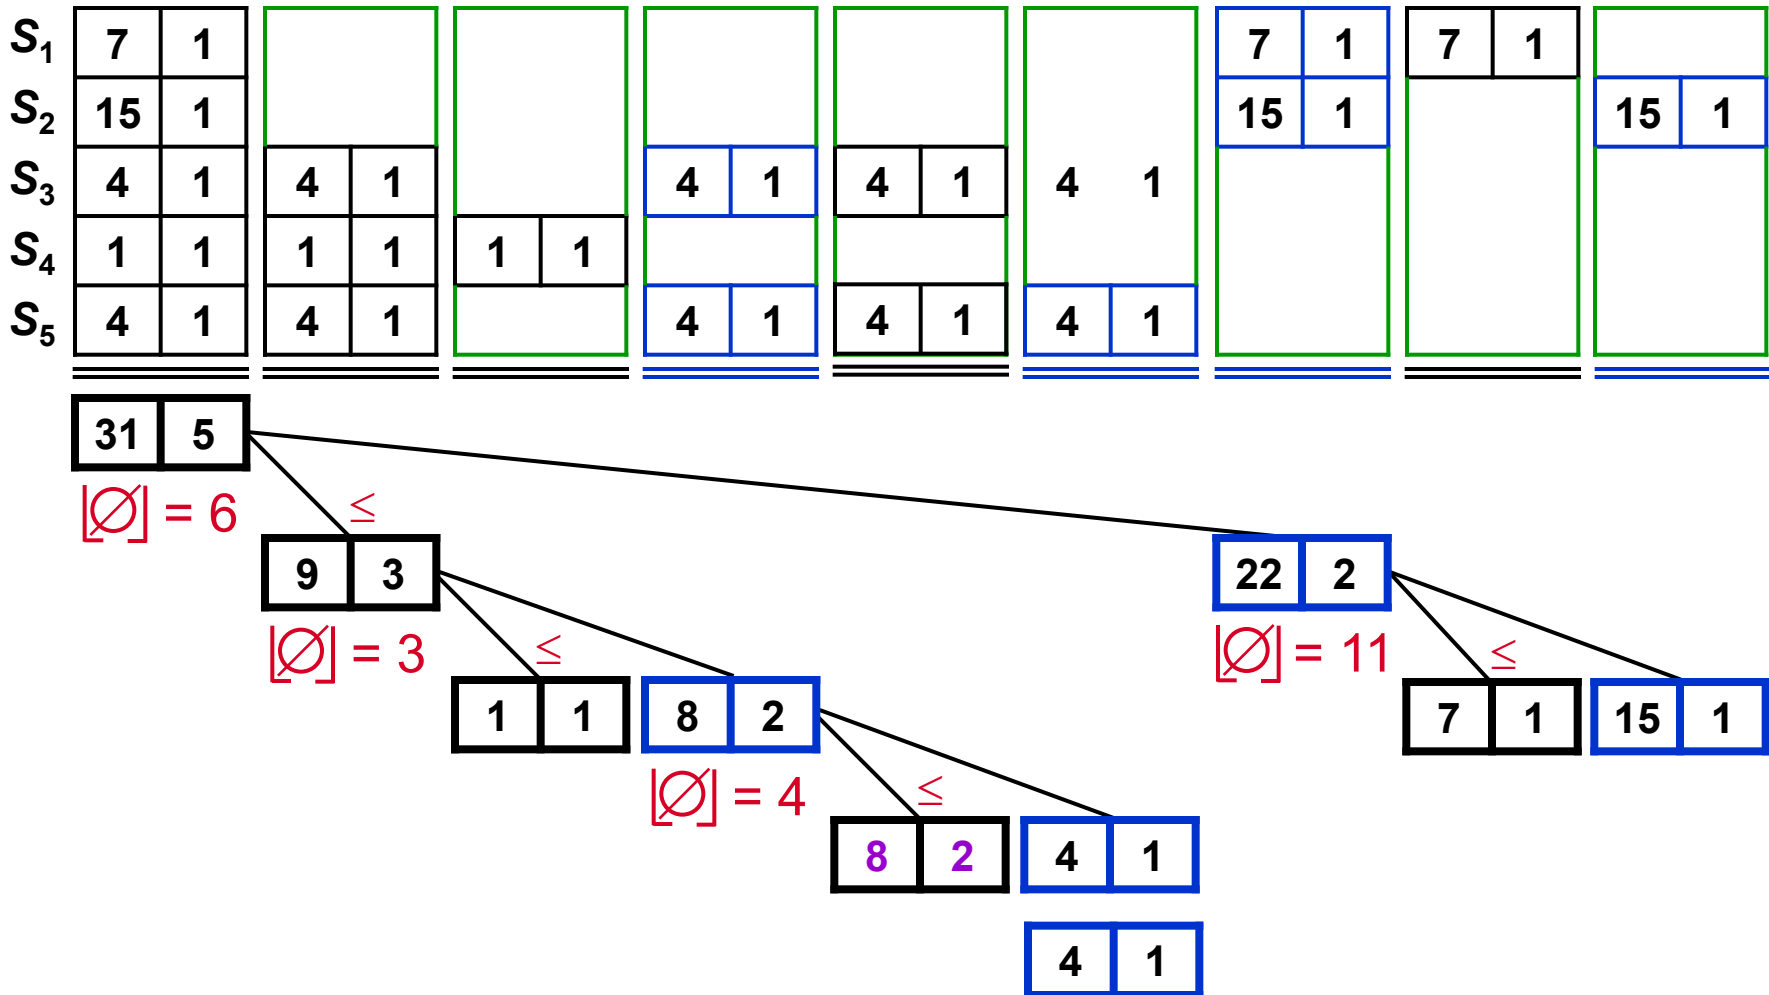 S1 7 1 7 1 7 1
S2 15 1 15 1 15 1
S3 4 1 4 1 4 1 4 1 4 1
S4 1 1 1 1 1 1
S5 4 1 4 1 4 1 4 1 4 1
31 5
⌊∅⌋ = 6 ≤
9 3 22 2
⌊∅⌋ = 3 ≤ ⌊∅⌋ = 11 ≤
1 1 8 2 7 1 15 1
⌊∅⌋ = 4 ≤
8 2 4 1
4 1